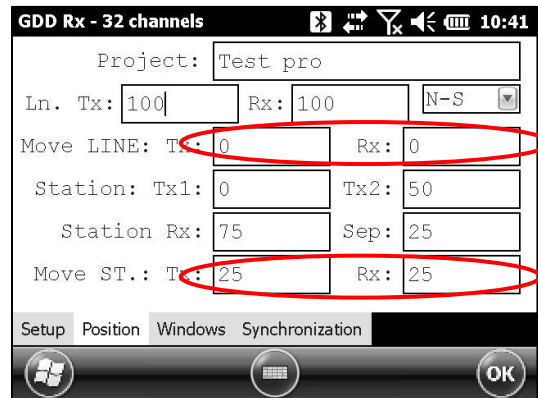 GDD Rx - 32 channels 10:41
Project: Test pro
Ln. Tx: 100 Rx: 100 N-S
Move LINE: Tx: 0 Rx: 0
Station: Tx1: 0 Tx2: 50
Station Rx: 75 Sep: 25
Move ST.: Tx: 25 Rx: 25
Setup Position Windows Synchronization
OK